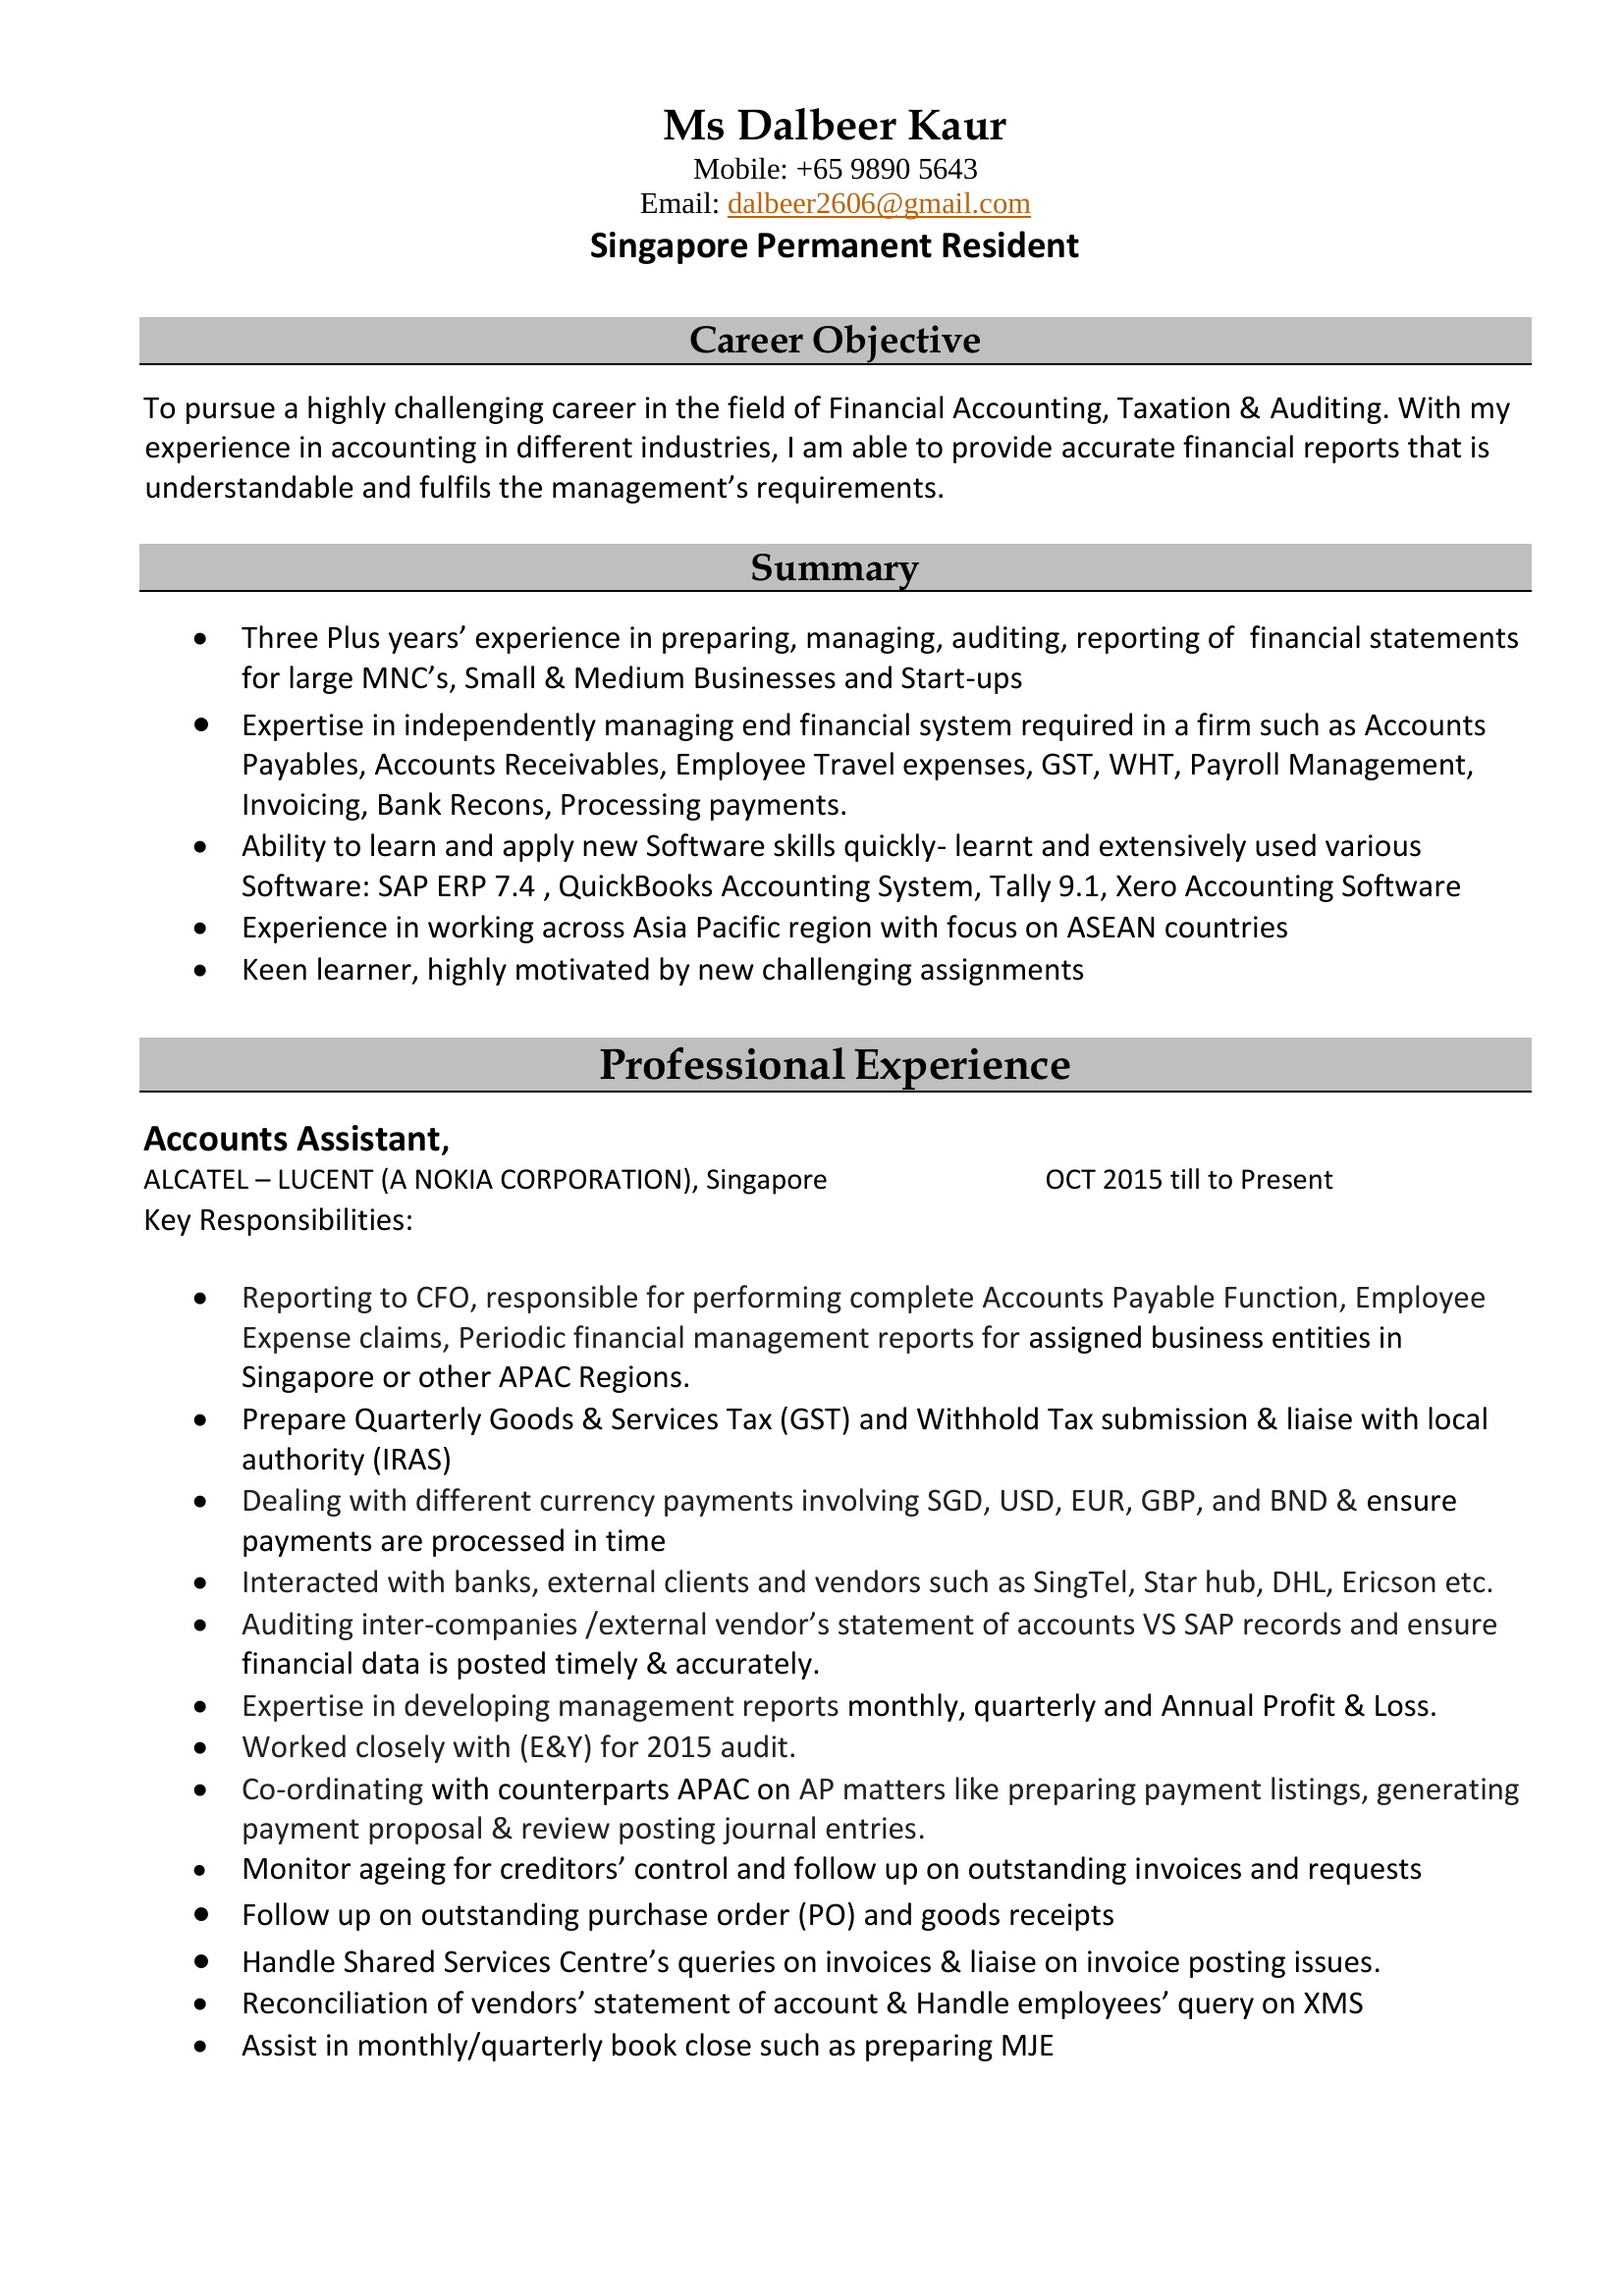 Ms Dalbeer Kaur
Mobile: +65 9890 5643
Email: dalbeer2606@gmail.com
Singapore Permanent Resident
Career Objective
To pursue a highly challenging career in the field of Financial Accounting, Taxation & Auditing. With my
experience in accounting in different industries, I am able to provide accurate financial reports that is
understandable and fulfils the management’s requirements.
Summary
• Three Plus years’ experience in preparing, managing, auditing, reporting of  financial statements
for large MNC’s, Small & Medium Businesses and Start-ups
• Expertise in independently managing end financial system required in a firm such as Accounts
Payables, Accounts Receivables, Employee Travel expenses, GST, WHT, Payroll Management,
Invoicing, Bank Recons, Processing payments.
• Ability to learn and apply new Software skills quickly- learnt and extensively used various
Software: SAP ERP 7.4 , QuickBooks Accounting System, Tally 9.1, Xero Accounting Software
• Experience in working across Asia Pacific region with focus on ASEAN countries
• Keen learner, highly motivated by new challenging assignments
Professional Experience
Accounts Assistant,
ALCATEL – LUCENT (A NOKIA CORPORATION), Singapore OCT 2015 till to Present
Key Responsibilities:
• Reporting to CFO, responsible for performing complete Accounts Payable Function, Employee
Expense claims, Periodic financial management reports for assigned business entities in
Singapore or other APAC Regions.
• Prepare Quarterly Goods & Services Tax (GST) and Withhold Tax submission & liaise with local
authority (IRAS)
• Dealing with different currency payments involving SGD, USD, EUR, GBP, and BND & ensure
payments are processed in time
• Interacted with banks, external clients and vendors such as SingTel, Star hub, DHL, Ericson etc.
• Auditing inter-companies /external vendor’s statement of accounts VS SAP records and ensure
financial data is posted timely & accurately.
• Expertise in developing management reports monthly, quarterly and Annual Profit & Loss.
• Worked closely with (E&Y) for 2015 audit.
• Co-ordinating with counterparts APAC on AP matters like preparing payment listings, generating
payment proposal & review posting journal entries.
• Monitor ageing for creditors’ control and follow up on outstanding invoices and requests
• Follow up on outstanding purchase order (PO) and goods receipts
• Handle Shared Services Centre’s queries on invoices & liaise on invoice posting issues.
• Reconciliation of vendors’ statement of account & Handle employees’ query on XMS
• Assist in monthly/quarterly book close such as preparing MJE